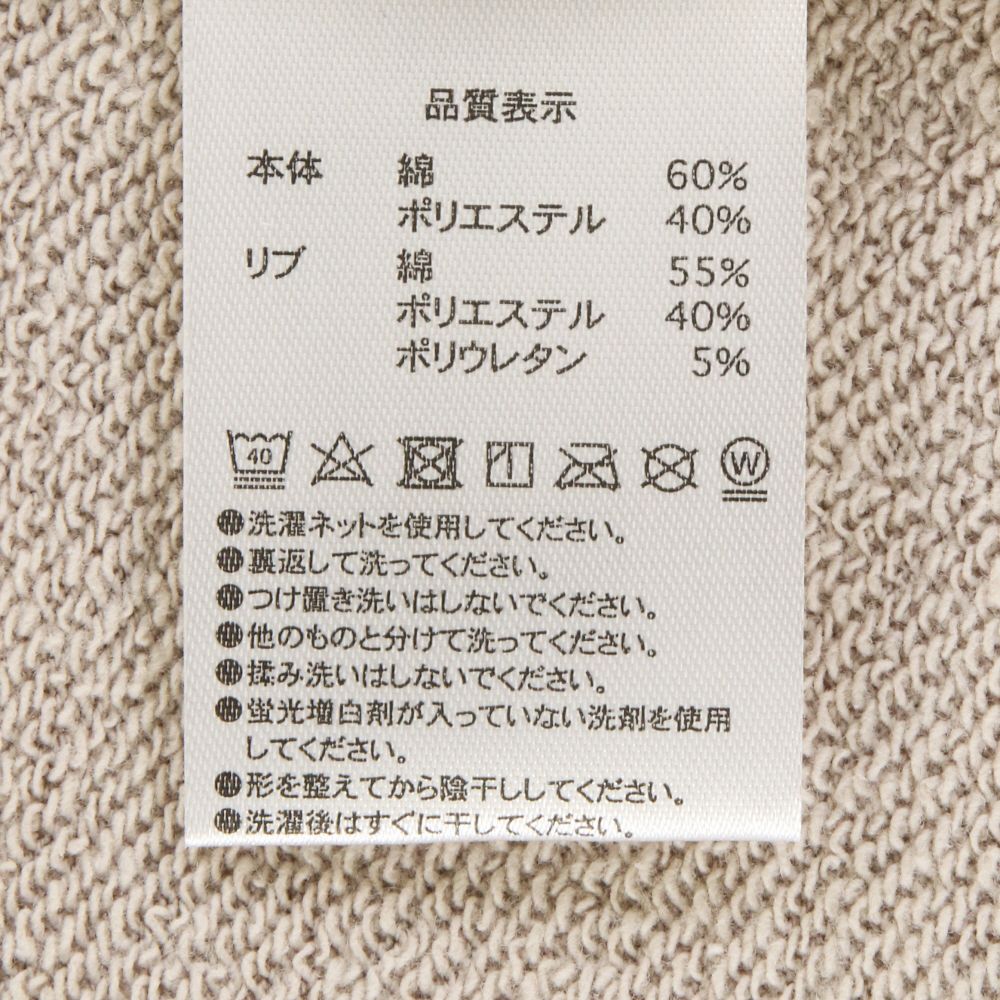 品質表示
本体 綿 60%
ポリエステル 40%
リブ 綿 55%
ポリエステル 40%
ポリウレタン 5%
40 W
●洗濯ネットを使用してください。
●裏返して洗ってください。
●つけ置き洗いはしないでください。
●他のものと分けて洗ってください。
●揉み洗いはしないでください。
●蛍光増白剤が入っていない洗剤を使用
してください。
●形を整えてから陰干ししてください。
●洗濯後はすぐに干してください。